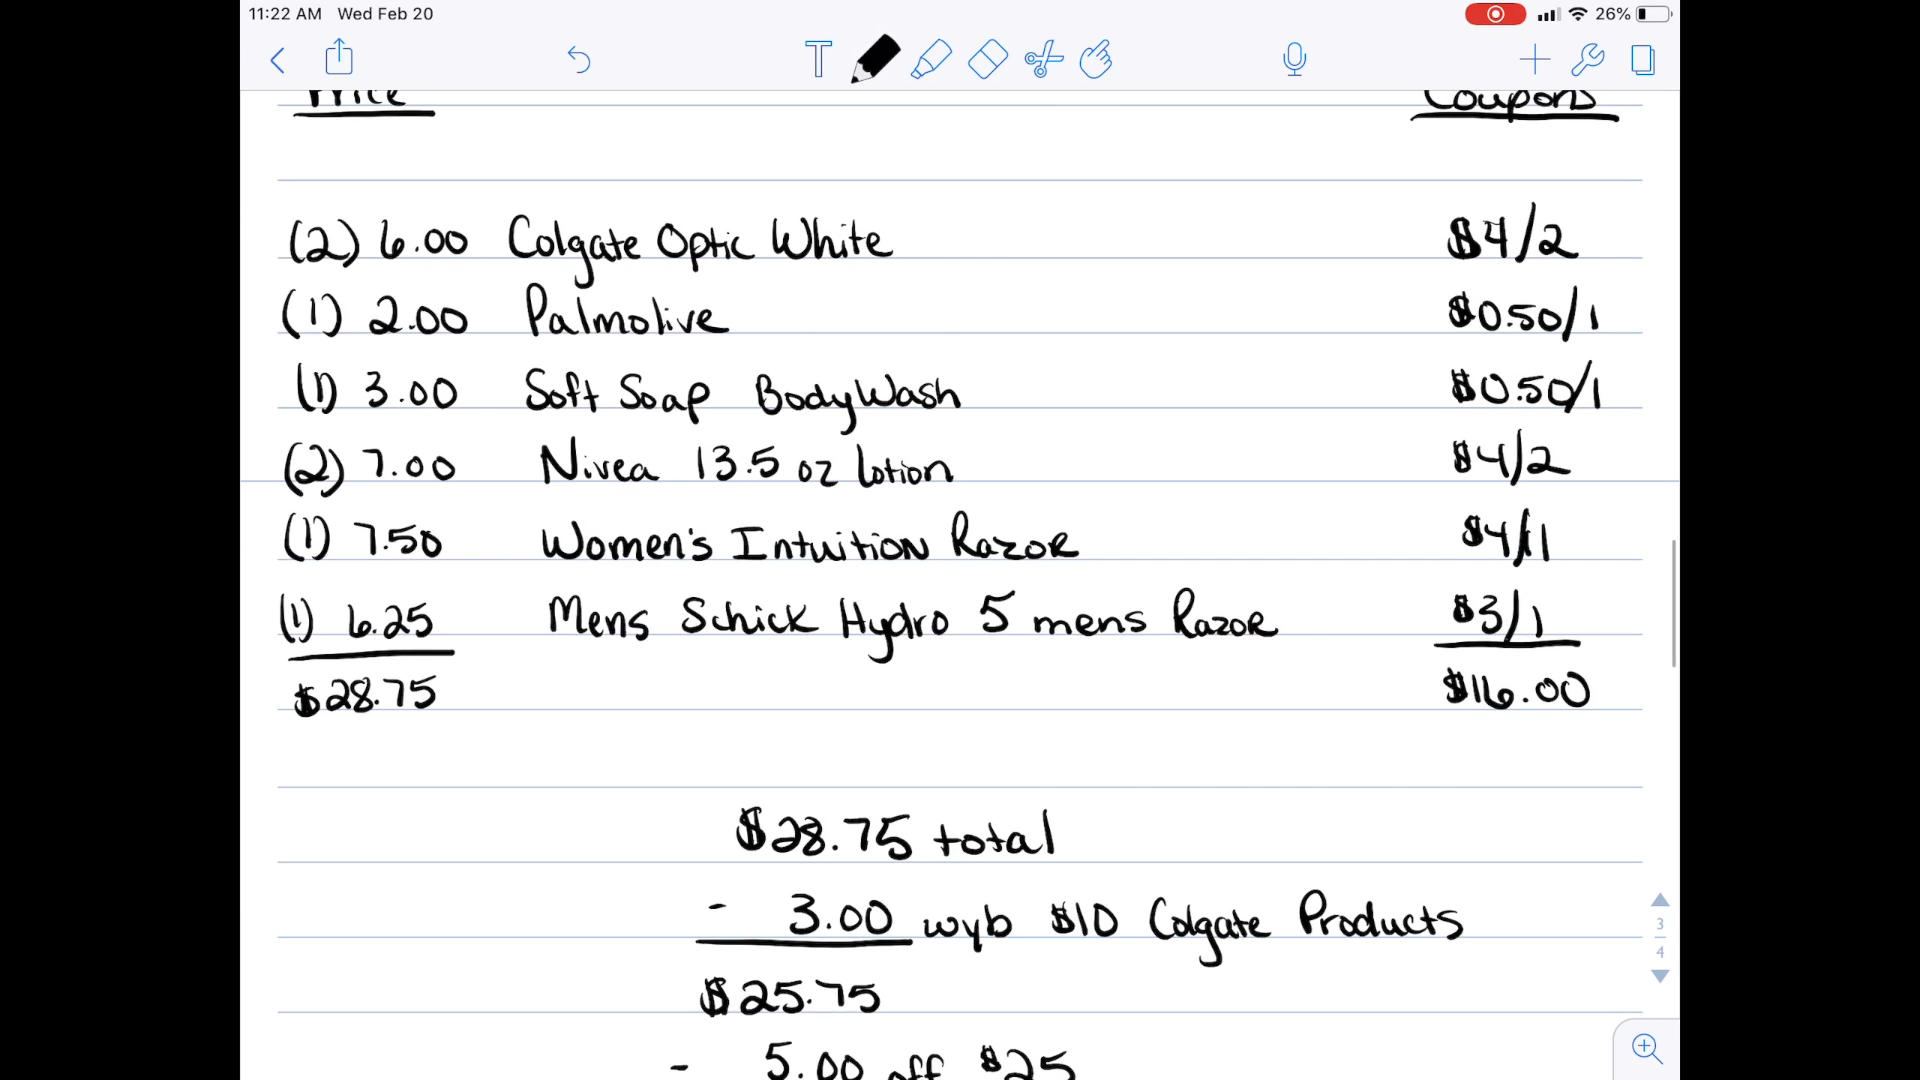 11:22 AM Wed Feb 20 26%
T
Price Coupons
(2) 6.00 Colgate Optic White $4/2
(1) 2.00 Palmolive $0.50/1
(1) 3.00 Soft Soap Body Wash $0.50/1
(2) 7.00 Nivea 13.5 oz Lotion $4/2
(1) 7.50 Women's Intuition Razor $4/1
(1) 6.25 Mens Schick Hydro 5 mens Razor $3/1
$28.75 $16.00
$28.75 total
- 3.00 wyb $10 Colgate Products
3
4
$25.75
- 5.00 off $25